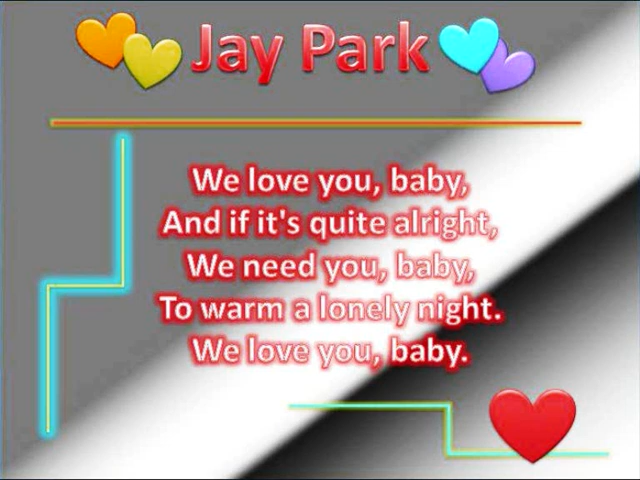 Jay Park
We love you, baby,
And if it's quite alright,
We need you, baby,
To warm a lonely night.
We love you, baby.